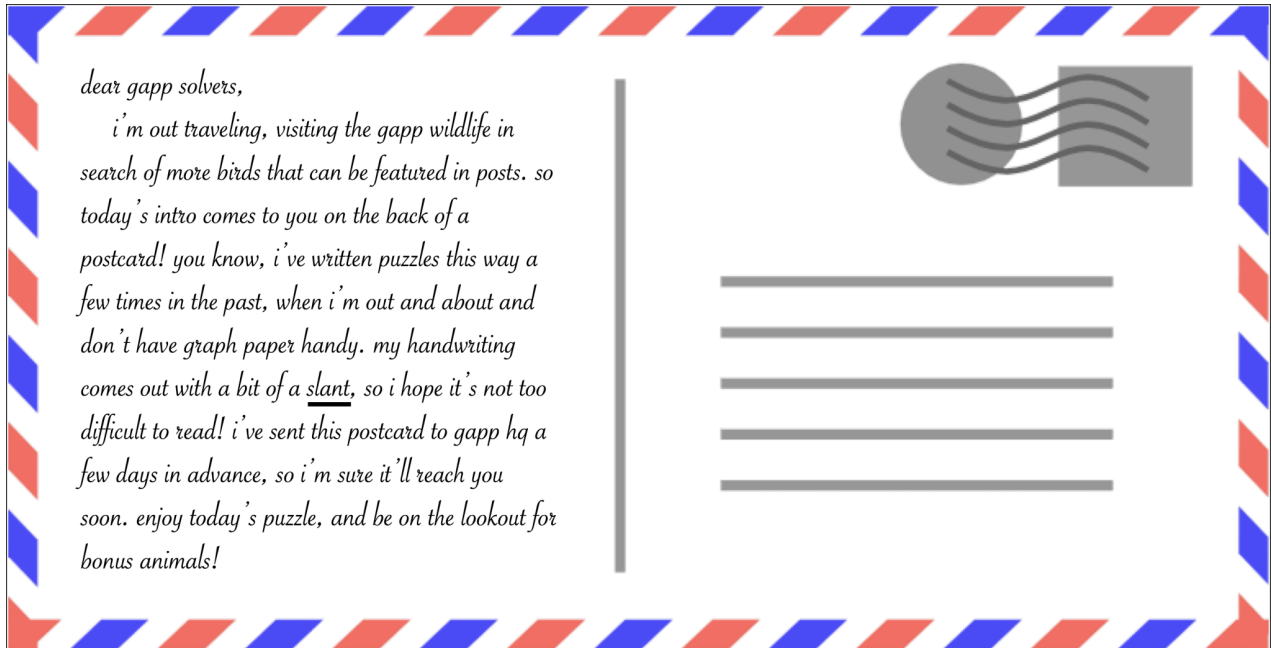 dear gapp solvers,
i'm out traveling, visiting the gapp wildlife in
search of more birds that can be featured in posts. so
today's intro comes to you on the back of a
postcard! you know, i've written puzzles this way a
few times in the past, when i'm out and about and
don't have graph paper handy. my handwriting
comes out with a bit of a slant, so i hope it's not too
difficult to read! i've sent this postcard to gapp hq a
few days in advance, so i'm sure it'll reach you
soon. enjoy today's puzzle, and be on the lookout for
bonus animals!